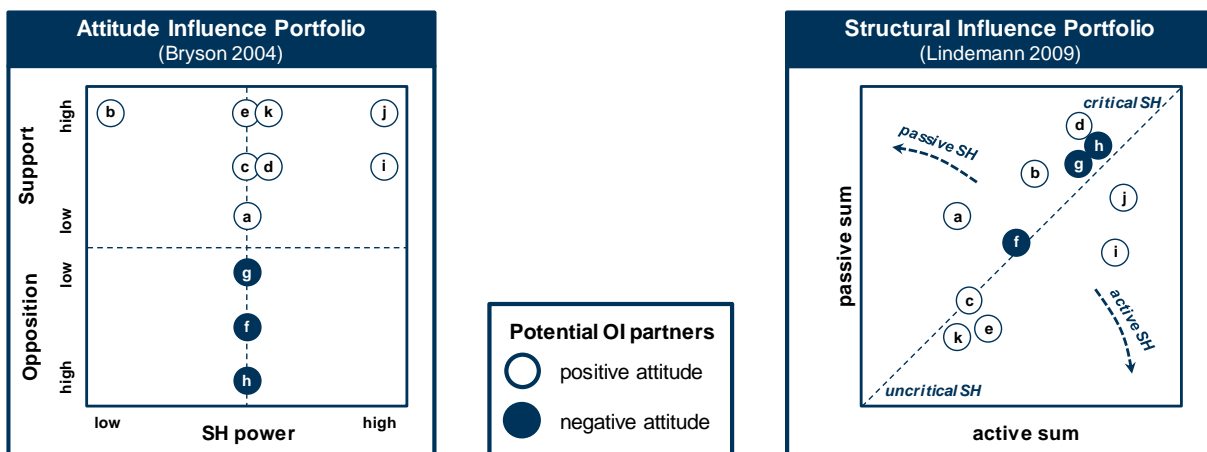 Attitude Influence Portfolio
(Bryson 2004)
Support
Opposition
high
low
low
high
b
e
k
j
c
d
i
a
g
f
h
low
high
SH power
Potential OI partners
positive attitude
negative attitude
Structural Influence Portfolio
(Lindemann 2009)
passive sum
critical SH
passive SH
d
h
g
b
j
a
f
i
active SH
c
e
k
uncritical SH
active sum